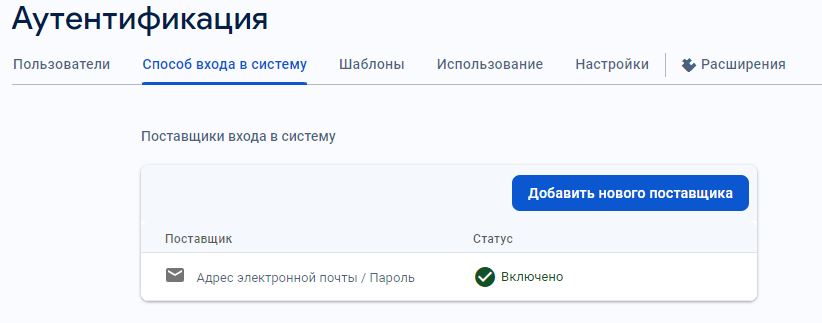 Аутентификация
Пользователи Способ входа в систему Шаблоны Использование Настройки Расширения
Поставщики входа в систему
Добавить нового поставщика
Поставщик Статус
Адрес электронной почты / Пароль Включено